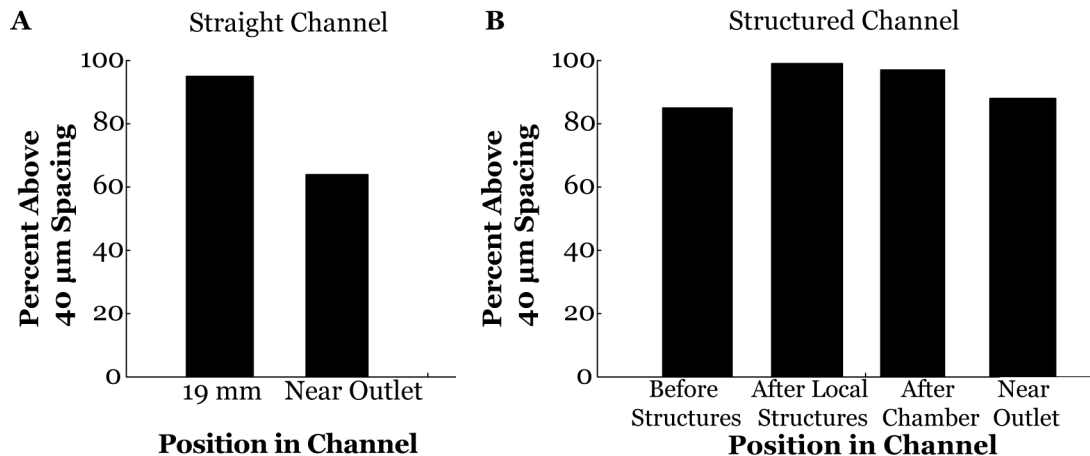 A
Straight Channel
Percent Above
40 µm Spacing
100
80
60
40
20
0
19 mm
Near Outlet
Position in Channel
B
Structured Channel
Percent Above
40 µm Spacing
100
80
60
40
20
0
Before
Structures
After Local
Structures
After
Chamber
Near
Outlet
Position in Channel